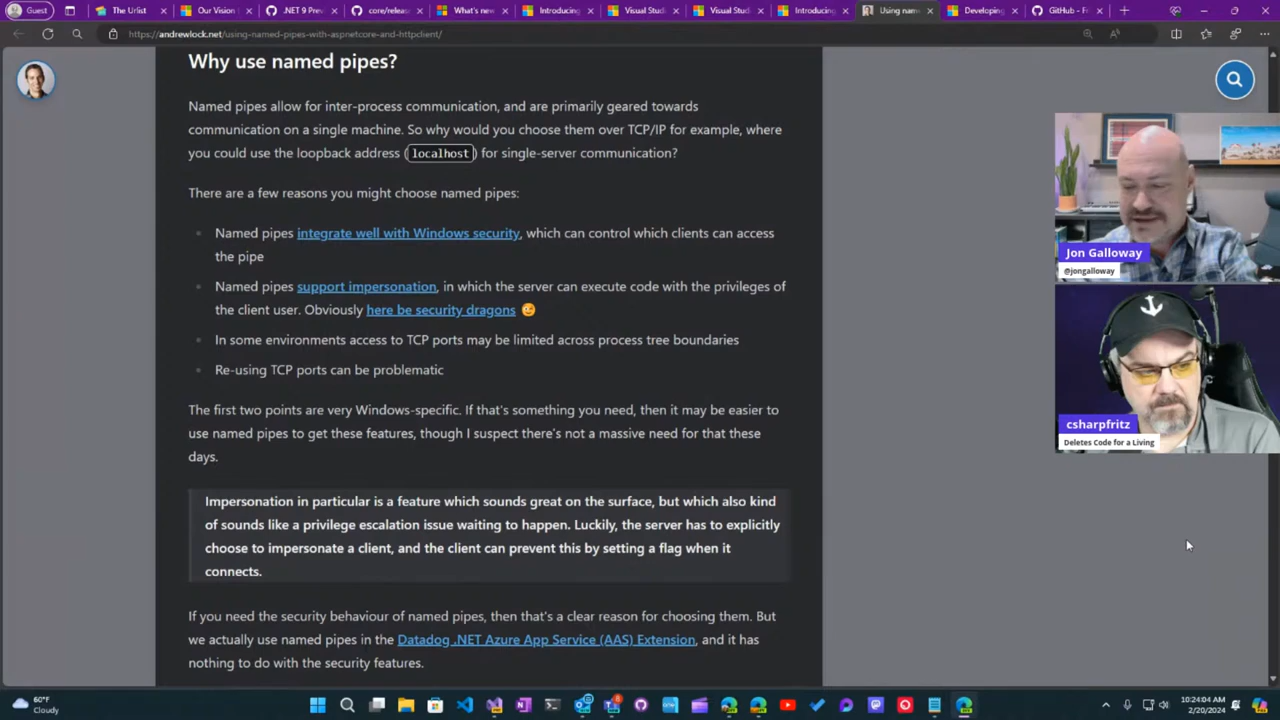 Guest
The Urlist
Our Vision
.NET 9 Prev
core/releas
What's new
Introducing
Visual Studi
Visual Studi
Introducing
Using nam
Developing
GitHub - F
https://andrewlock.net/using-named-pipes-with-aspnetcore-and-httpclient/
Why use named pipes?
Named pipes allow for inter-process communication, and are primarily geared towards
communication on a single machine. So why would you choose them over TCP/IP for example, where
you could use the loopback address (localhost) for single-server communication?
There are a few reasons you might choose named pipes:
Named pipes integrate well with Windows security, which can control which clients can access
the pipe
Named pipes support impersonation, in which the server can execute code with the privileges of
the client user. Obviously here be security dragons 😉
In some environments access to TCP ports may be limited across process tree boundaries
Re-using TCP ports can be problematic
The first two points are very Windows-specific. If that's something you need, then it may be easier to
use named pipes to get these features, though I suspect there's not a massive need for that these
days.
Impersonation in particular is a feature which sounds great on the surface, but which also kind
of sounds like a privilege escalation issue waiting to happen. Luckily, the server has to explicitly
choose to impersonate a client, and the client can prevent this by setting a flag when it
connects.
If you need the security behaviour of named pipes, then that's a clear reason for choosing them. But
we actually use named pipes in the Datadog .NET Azure App Service (AAS) Extension, and it has
nothing to do with the security features.
Jon Galloway
@jongalloway
csharpfritz
Deletes Code for a Living
60°F
Cloudy
10:24:04 AM
2/20/2024